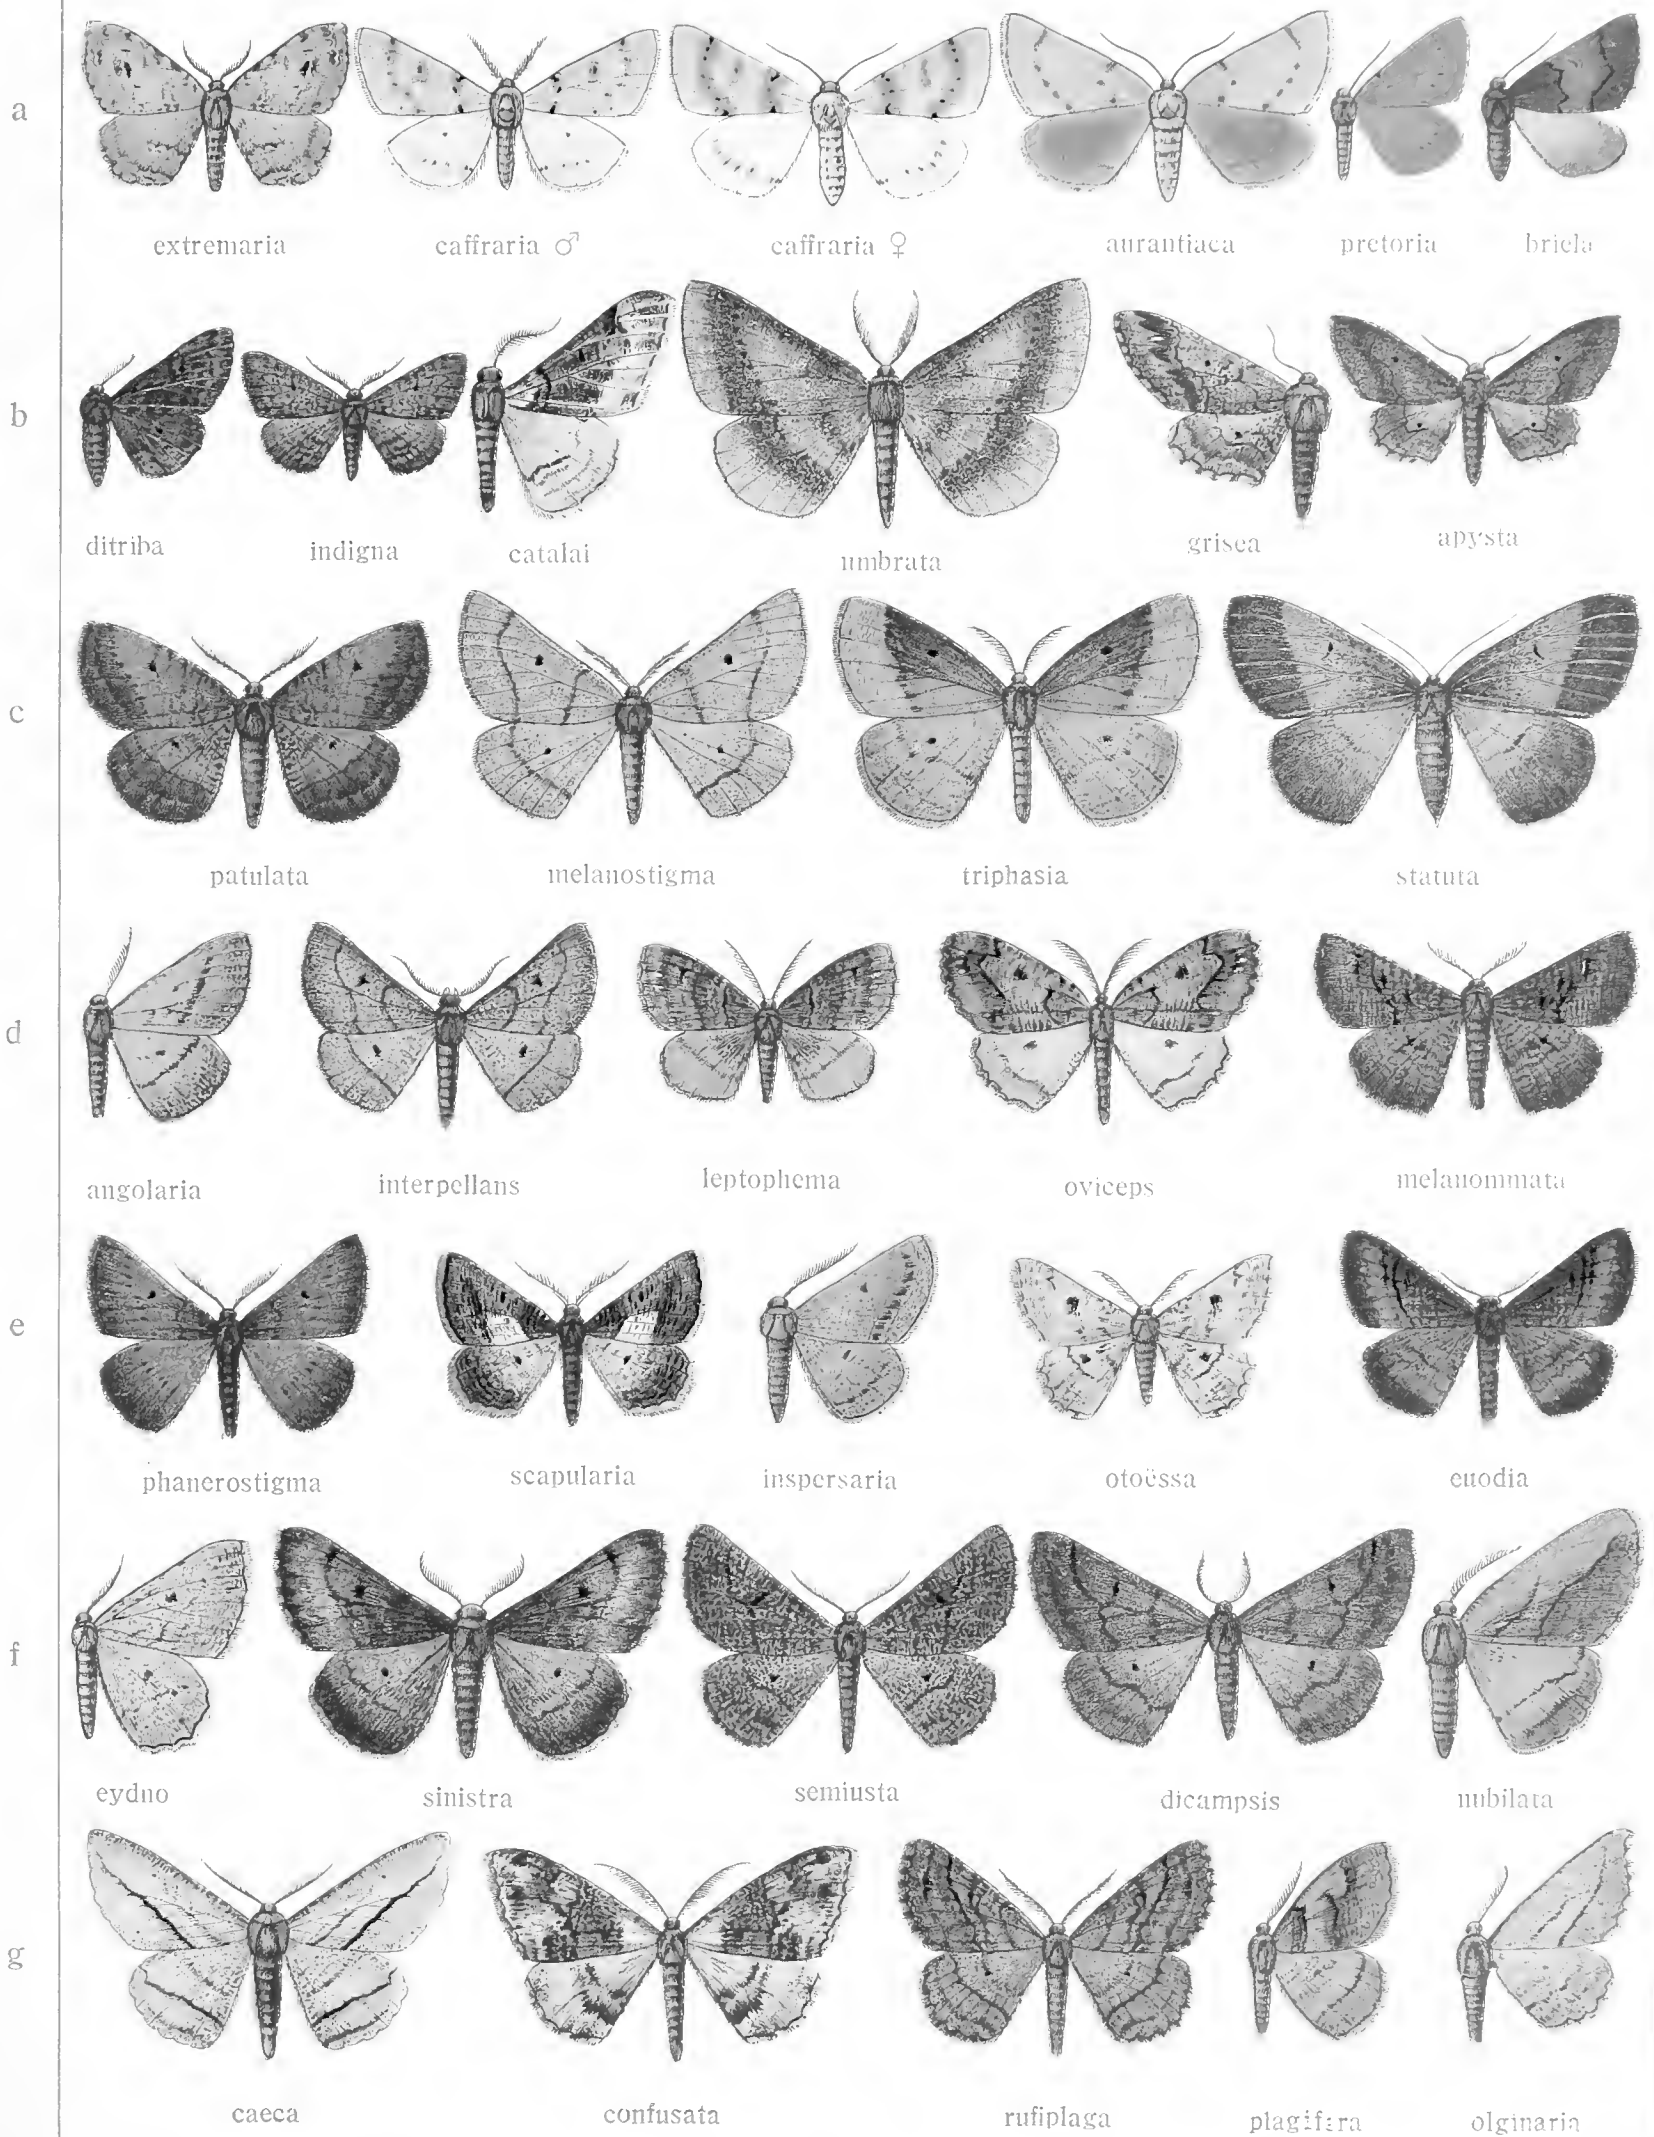 a
extremaria caffraria ♂ caffraria ♀ aurantiaca pretoria briela
b
ditriba indigna catalai umbrata grisea apysta
c
patulata melanostigma triphasia statuta
d
angolaria interpellans leptophema oviceps melanommata
e
phanerostigma scapularia inspersaria otoëssa euodia
f
eydno sinistra semiusta dicampsis nubilata
g
caeca confusata rufiplaga plagifera olginaria